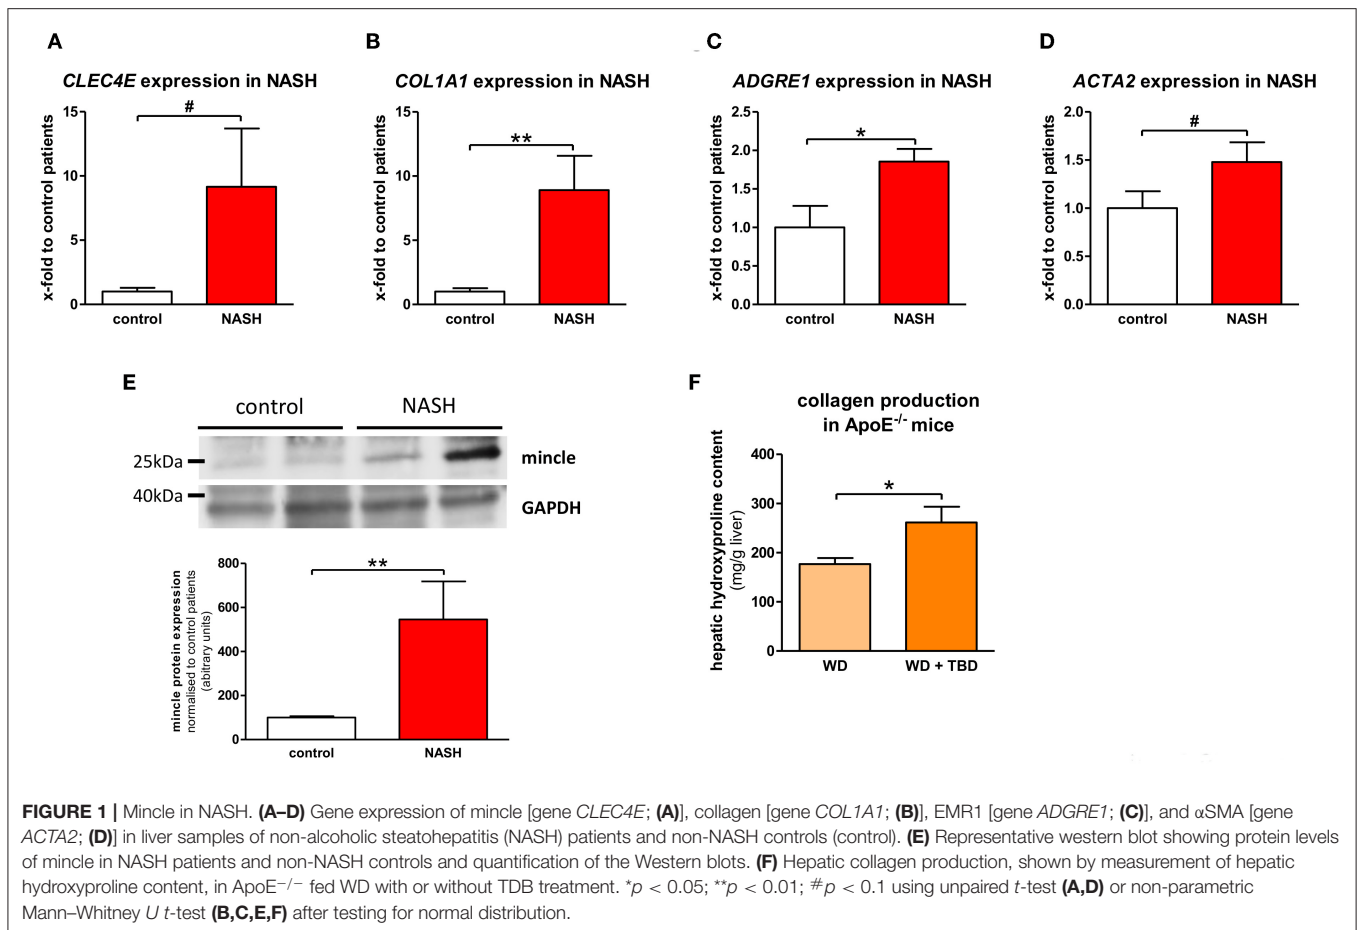 A
CLEC4E expression in NASH
x-fold to control patients
15
10
5
0
#
control
NASH
B
COL1A1 expression in NASH
x-fold to control patients
15
10
5
0
**
control
NASH
C
ADGRE1 expression in NASH
x-fold to control patients
2.5
2.0
1.5
1.0
0.5
0.0
*
control
NASH
D
ACTA2 expression in NASH
x-fold to control patients
2.0
1.5
1.0
0.5
0.0
#
control
NASH
E
control
NASH
25kDa
mincle
40kDa
GAPDH
mincle protein expression
normalised to control patients
(abitrary units)
800
600
400
200
0
**
control
NASH
F
collagen production
in ApoE-/- mice
hepatic hydroxyproline content
(mg/g liver)
400
300
200
100
0
*
WD
WD + TBD
FIGURE 1 | Mincle in NASH. (A–D) Gene expression of mincle [gene CLEC4E; (A)], collagen [gene COL1A1; (B)], EMR1 [gene ADGRE1; (C)], and αSMA [gene
ACTA2; (D)] in liver samples of non-alcoholic steatohepatitis (NASH) patients and non-NASH controls (control). (E) Representative western blot showing protein levels
of mincle in NASH patients and non-NASH controls and quantification of the Western blots. (F) Hepatic collagen production, shown by measurement of hepatic
hydroxyproline content, in ApoE−/− fed WD with or without TDB treatment. *p < 0.05; **p < 0.01; #p < 0.1 using unpaired t-test (A,D) or non-parametric
Mann–Whitney U t-test (B,C,E,F) after testing for normal distribution.